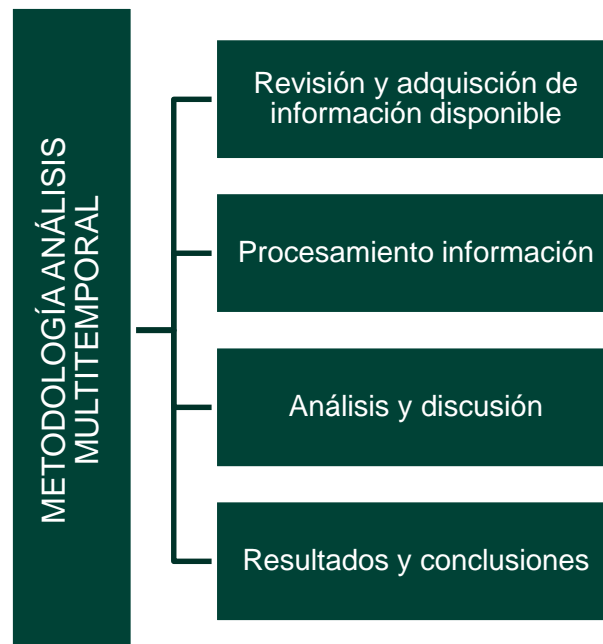 METODOLOGÍA ANÁLISIS
MULTITEMPORAL
Revisión y adquisción de
información disponible
Procesamiento información
Análisis y discusión
Resultados y conclusiones